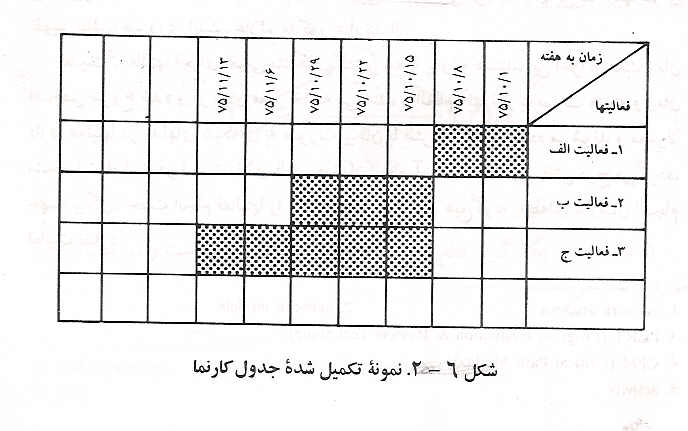 زمان به هفته
فعالیتها
۷۵/۱۰/۱
۷۵/۱۰/۸
۷۵/۱۰/۱۵
۷۵/۱۰/۲۲
۷۵/۱۰/۲۹
۷۵/۱۱/۶
۷۵/۱۱/۱۳
۱ـ فعالیت الف
۲ـ فعالیت ب
۳ـ فعالیت ج
شکل ۶ – ۲. نمونهٔ تکمیل شدهٔ جدول کارنما